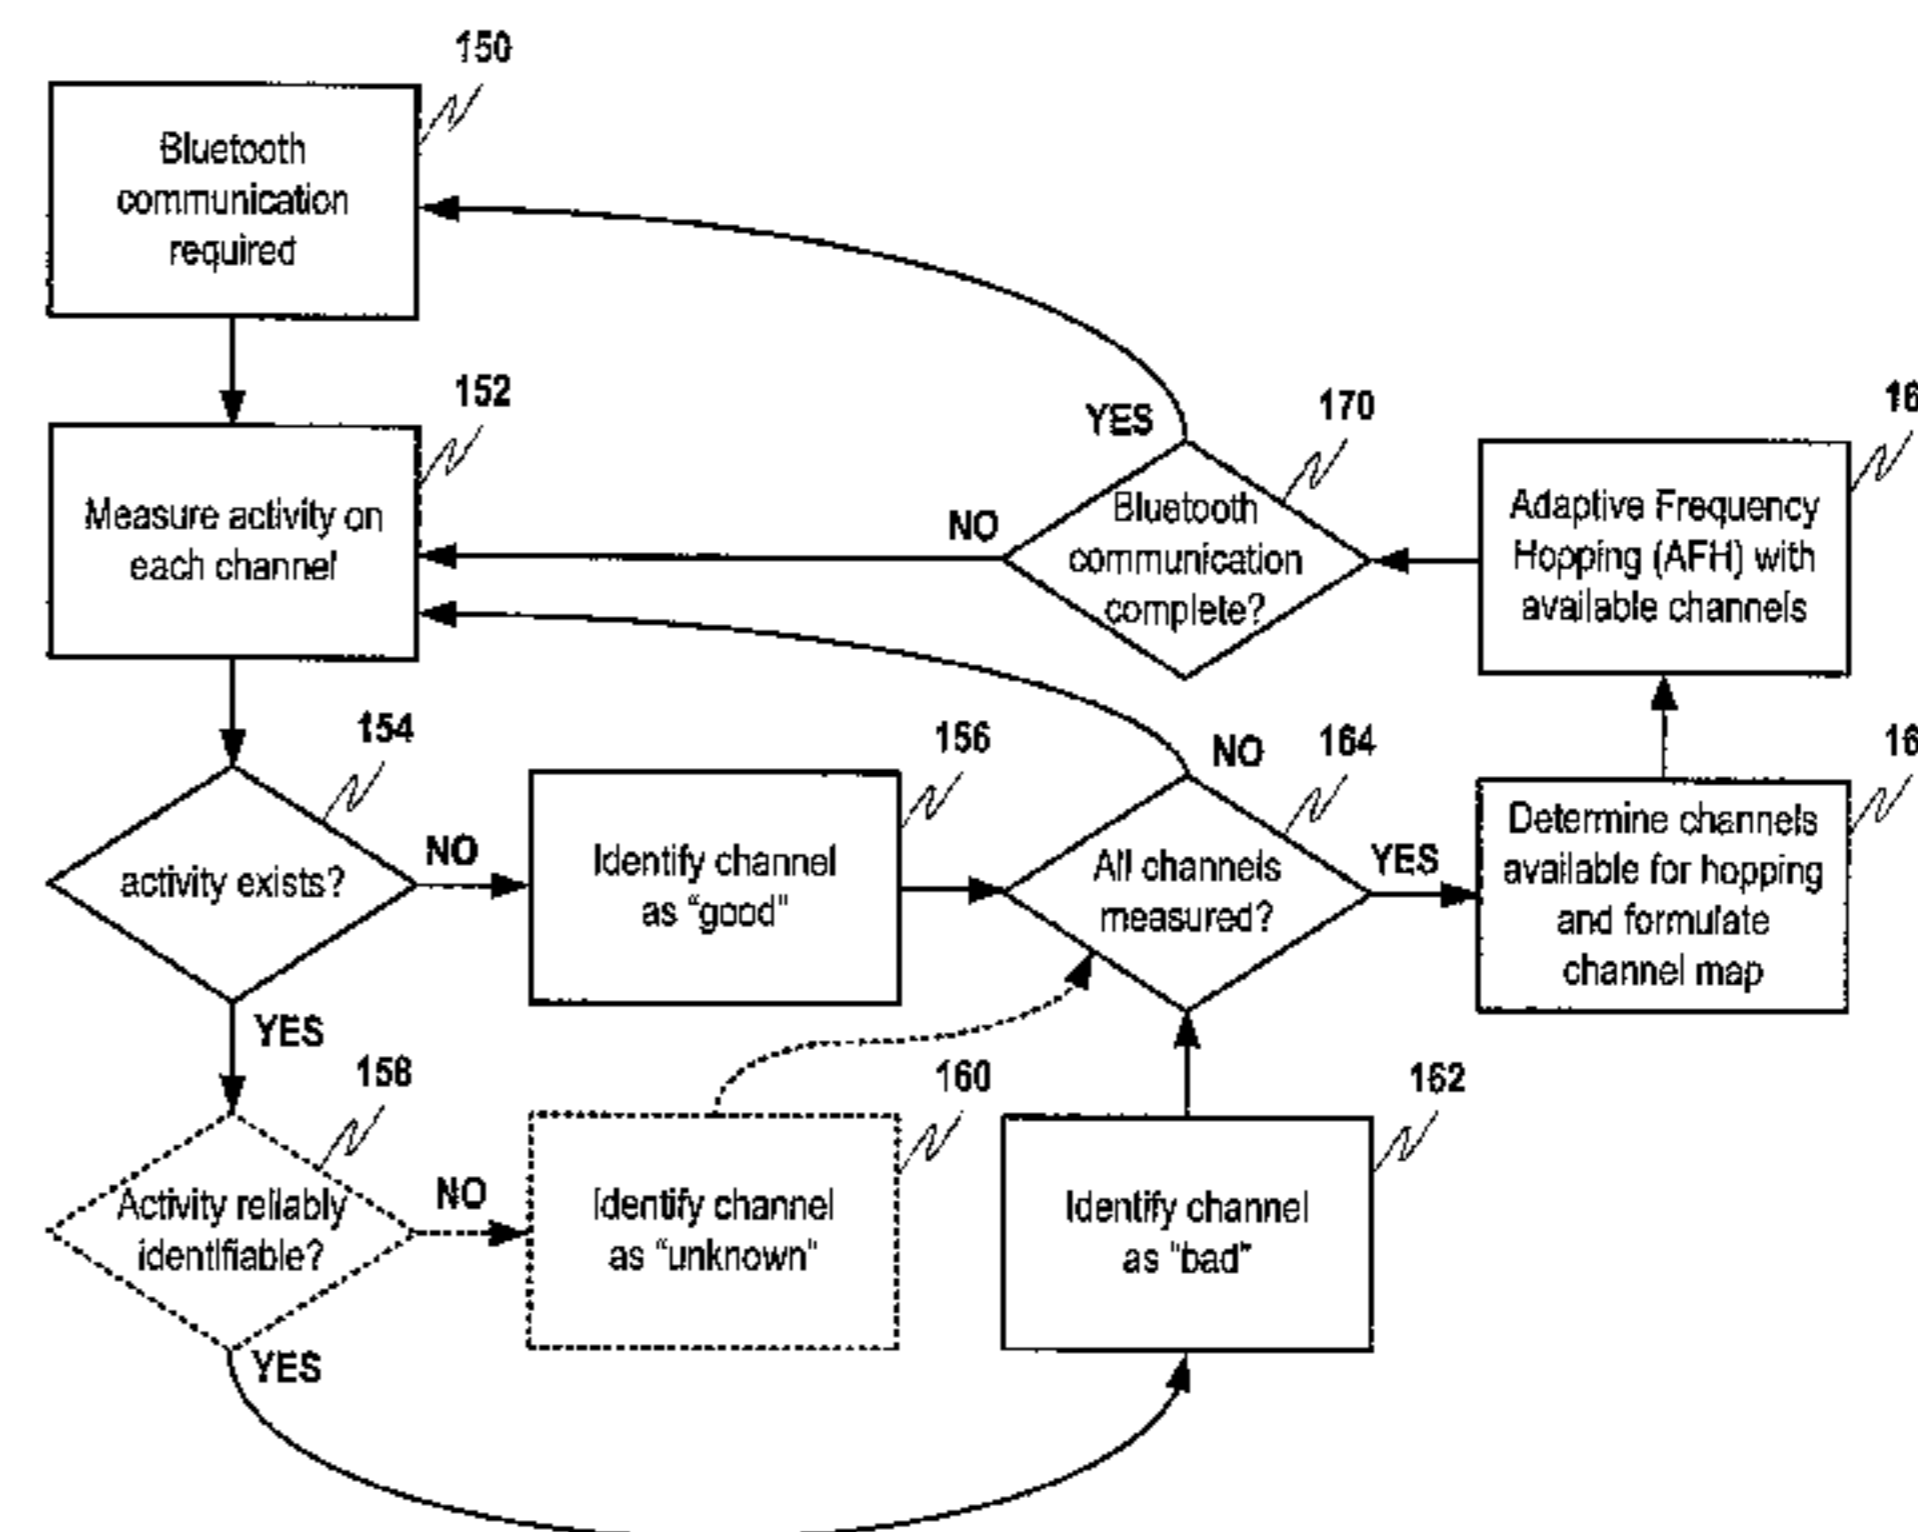 150
Bluetooth
communication
required
152
Measure activity on
each channel
YES
170
NO
Bluetooth
communication
complete?
16
Adaptive Frequency
Hopping (AFH) with
available channels
154
activity exists?
NO
YES
156
Identify channel
as "good"
NO
164
All channels
measured?
YES
16
Determine channels
available for hopping
and formulate
channel map
158
Activity reliably
identifiable?
NO
YES
160
Identify channel
as "unknown"
162
Identify channel
as "bad"